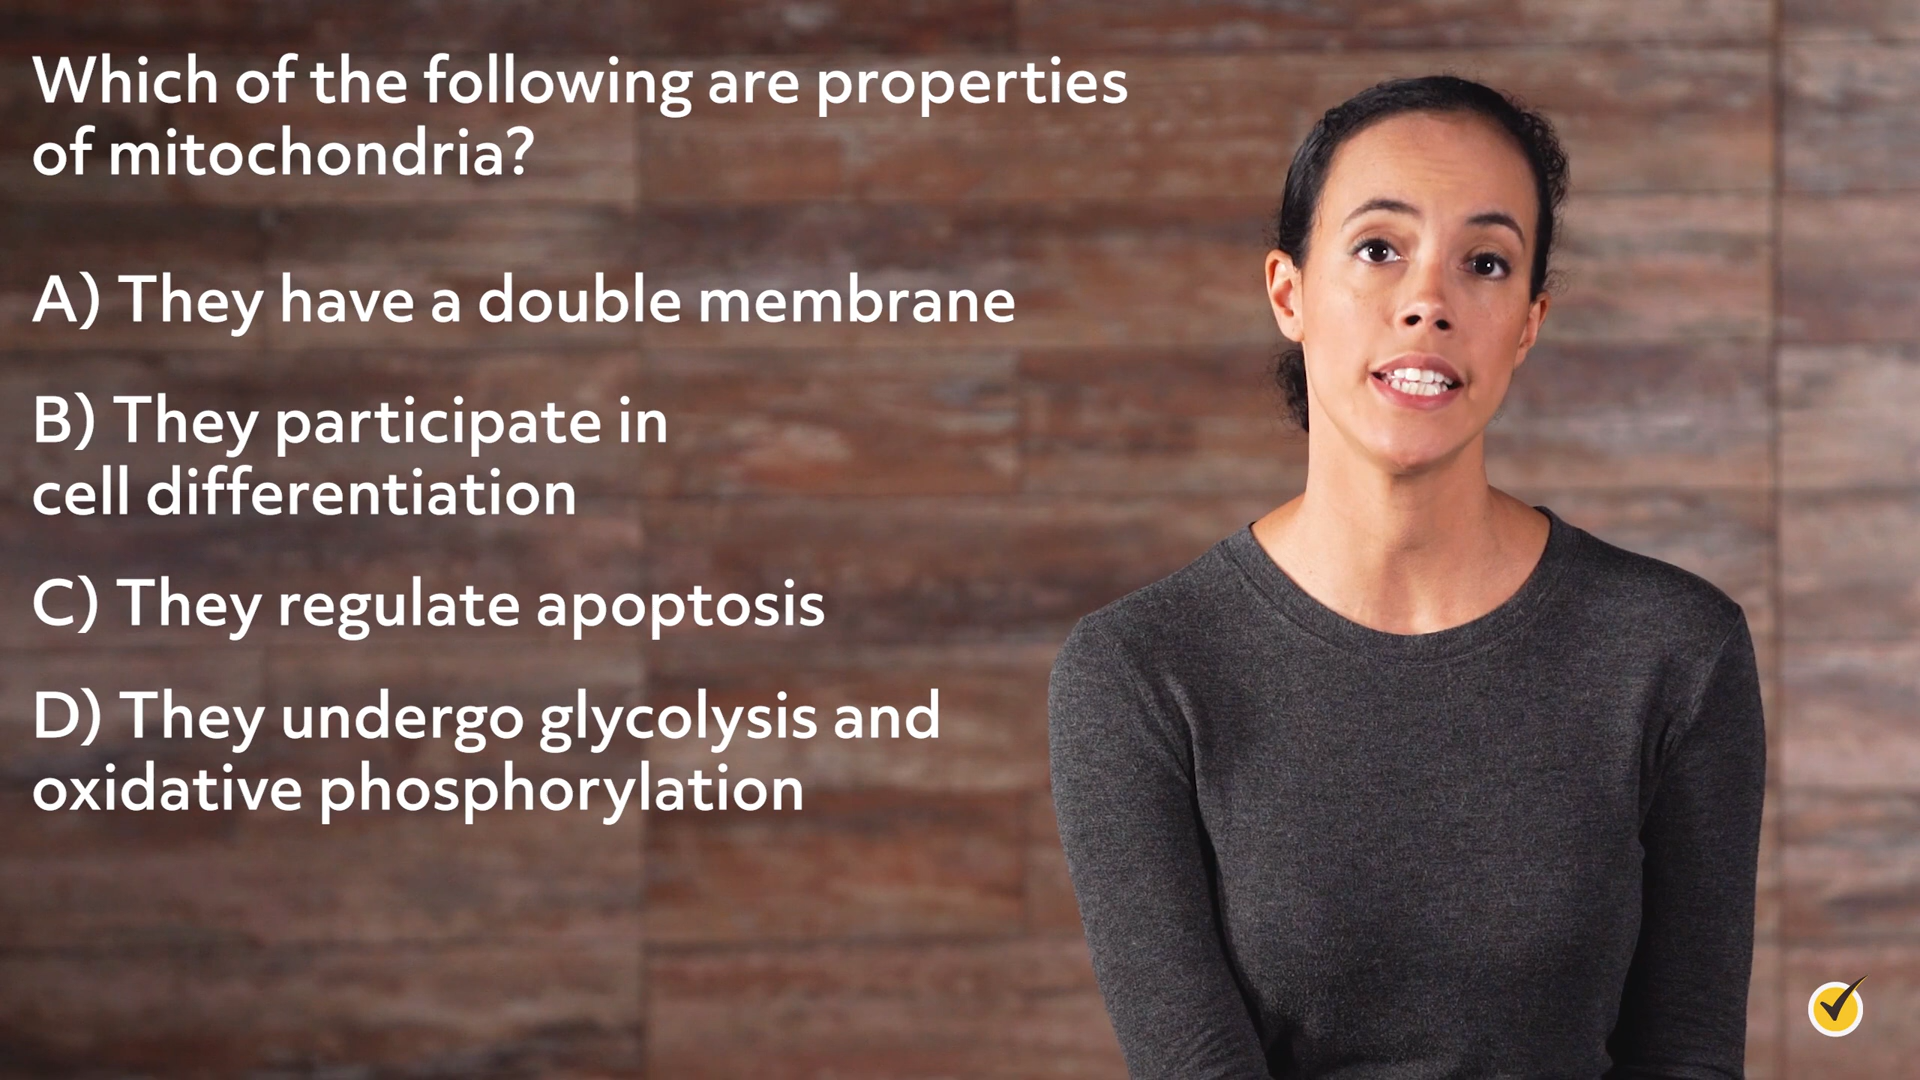 Which of the following are properties
of mitochondria?
A) They have a double membrane
B) They participate in
cell differentiation
C) They regulate apoptosis
D) They undergo glycolysis and
oxidative phosphorylation